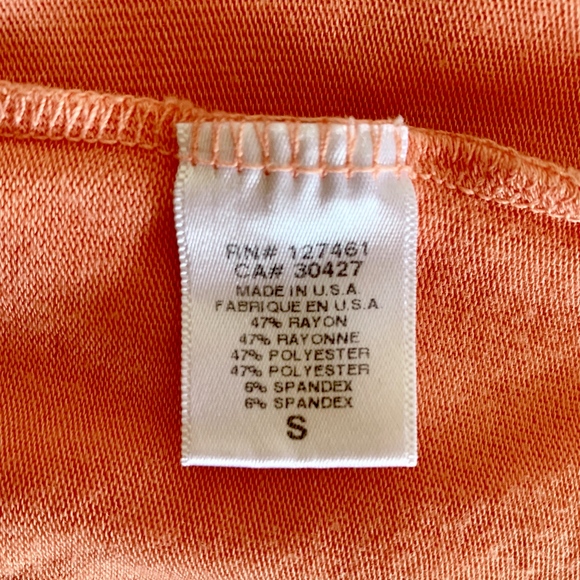 RN# 127461
CA# 30427
MADE IN U.S.A.
FABRIQUE EN U.S.A
47% RAYON
47% RAYONNE
47% POLYESTER
47% POLYESTER
6% SPANDEX
6% SPANDEX
S